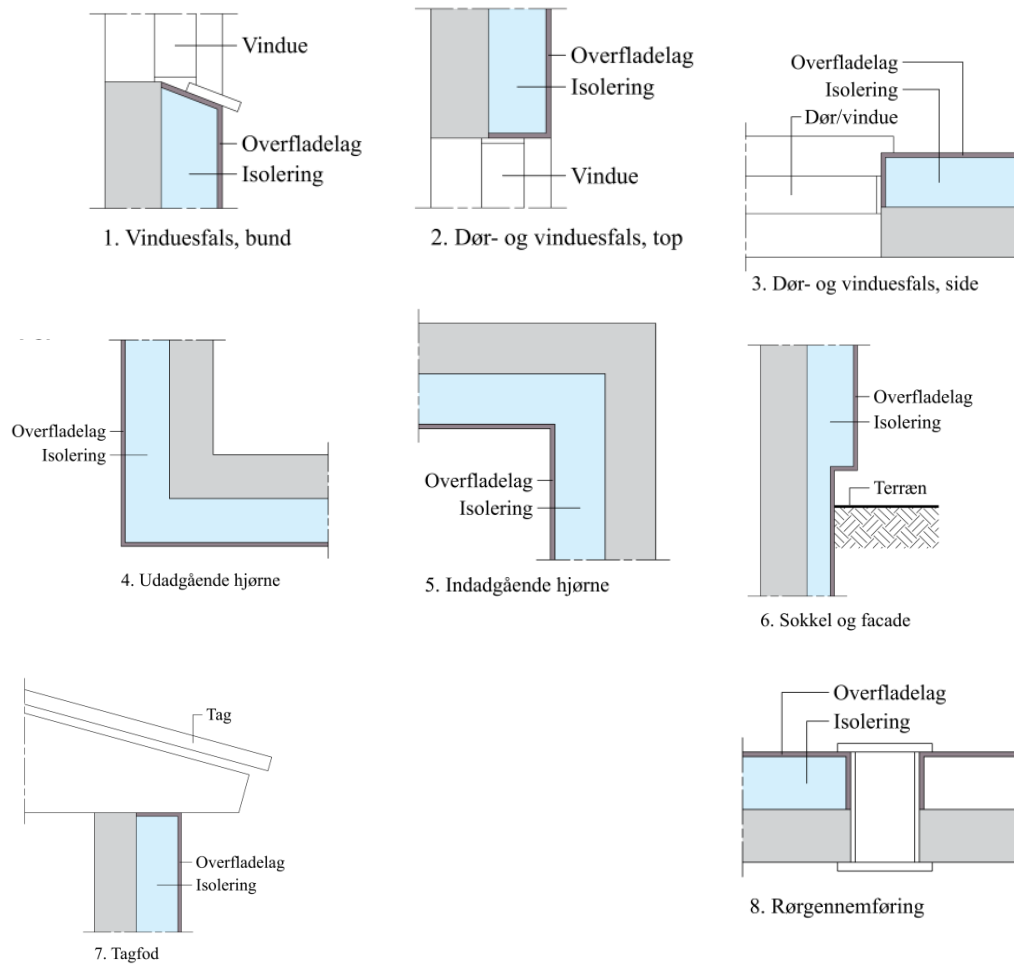 Vindue
Overfladelag
Isolering
1. Vinduesfals, bund
Overfladelag
Isolering
Vindue
2. Dør- og vinduesfals, top
Overfladelag
Isolering
Dør/vindue
3. Dør- og vinduesfals, side
Overfladelag
Isolering
4. Udadgående hjørne
Overfladelag
Isolering
5. Indadgående hjørne
Overfladelag
Isolering
Terræn
6. Sokkel og facade
Tag
Overfladelag
Isolering
7. Tagfod
Overfladelag
Isolering
8. Rørgennemføring